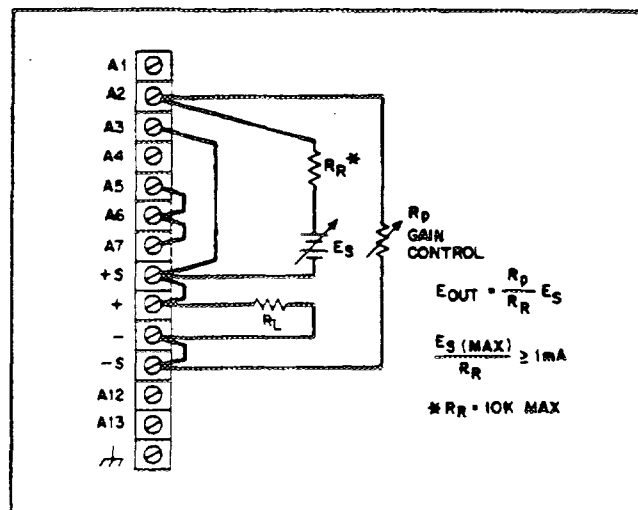 A1
A2
A3
A4
A5
A6
A7
+S
+
-
-S
A12
A13
R_R*
E_S
R_P
GAIN
CONTROL
R_L
E_OUT = R_P/R_R E_S
E_S (MAX)/R_R ≥ 1mA
*R_R = 10K MAX